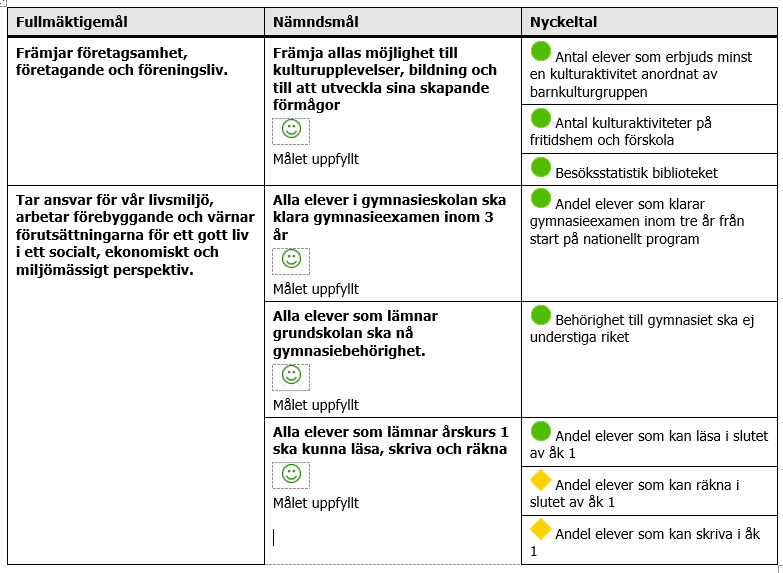 Fullmäktigemål
Nämndsmål
Nyckeltal
Främjar företagsamhet,
företagande och föreningsliv.
Främja allas möjlighet till
kulturupplevelser, bildning och
till att utveckla sina skapande
förmågor
Målet uppfyllt
Antal elever som erbjuds minst
en kulturaktivitet anordnat av
barnkulturgruppen
Antal kulturaktiviteter på
fritidshem och förskola
Besöksstatistik biblioteket
Tar ansvar för vår livsmiljö,
arbetar förebyggande och värnar
förutsättningarna för ett gott liv
i ett socialt, ekonomiskt och
miljömässigt perspektiv.
Alla elever i gymnasieskolan ska
klara gymnasieexamen inom 3
år
Målet uppfyllt
Andel elever som klarar
gymnasieexamen inom tre år från
start på nationellt program
Alla elever som lämnar
grundskolan ska nå
gymnasiebehörighet.
Målet uppfyllt
Behörighet till gymnasiet ska ej
understiga riket
Alla elever som lämnar årskurs 1
ska kunna läsa, skriva och räkna
Målet uppfyllt
Andel elever som kan läsa i slutet
av åk 1
Andel elever som kan räkna i
slutet av åk 1
Andel elever som kan skriva i åk
1